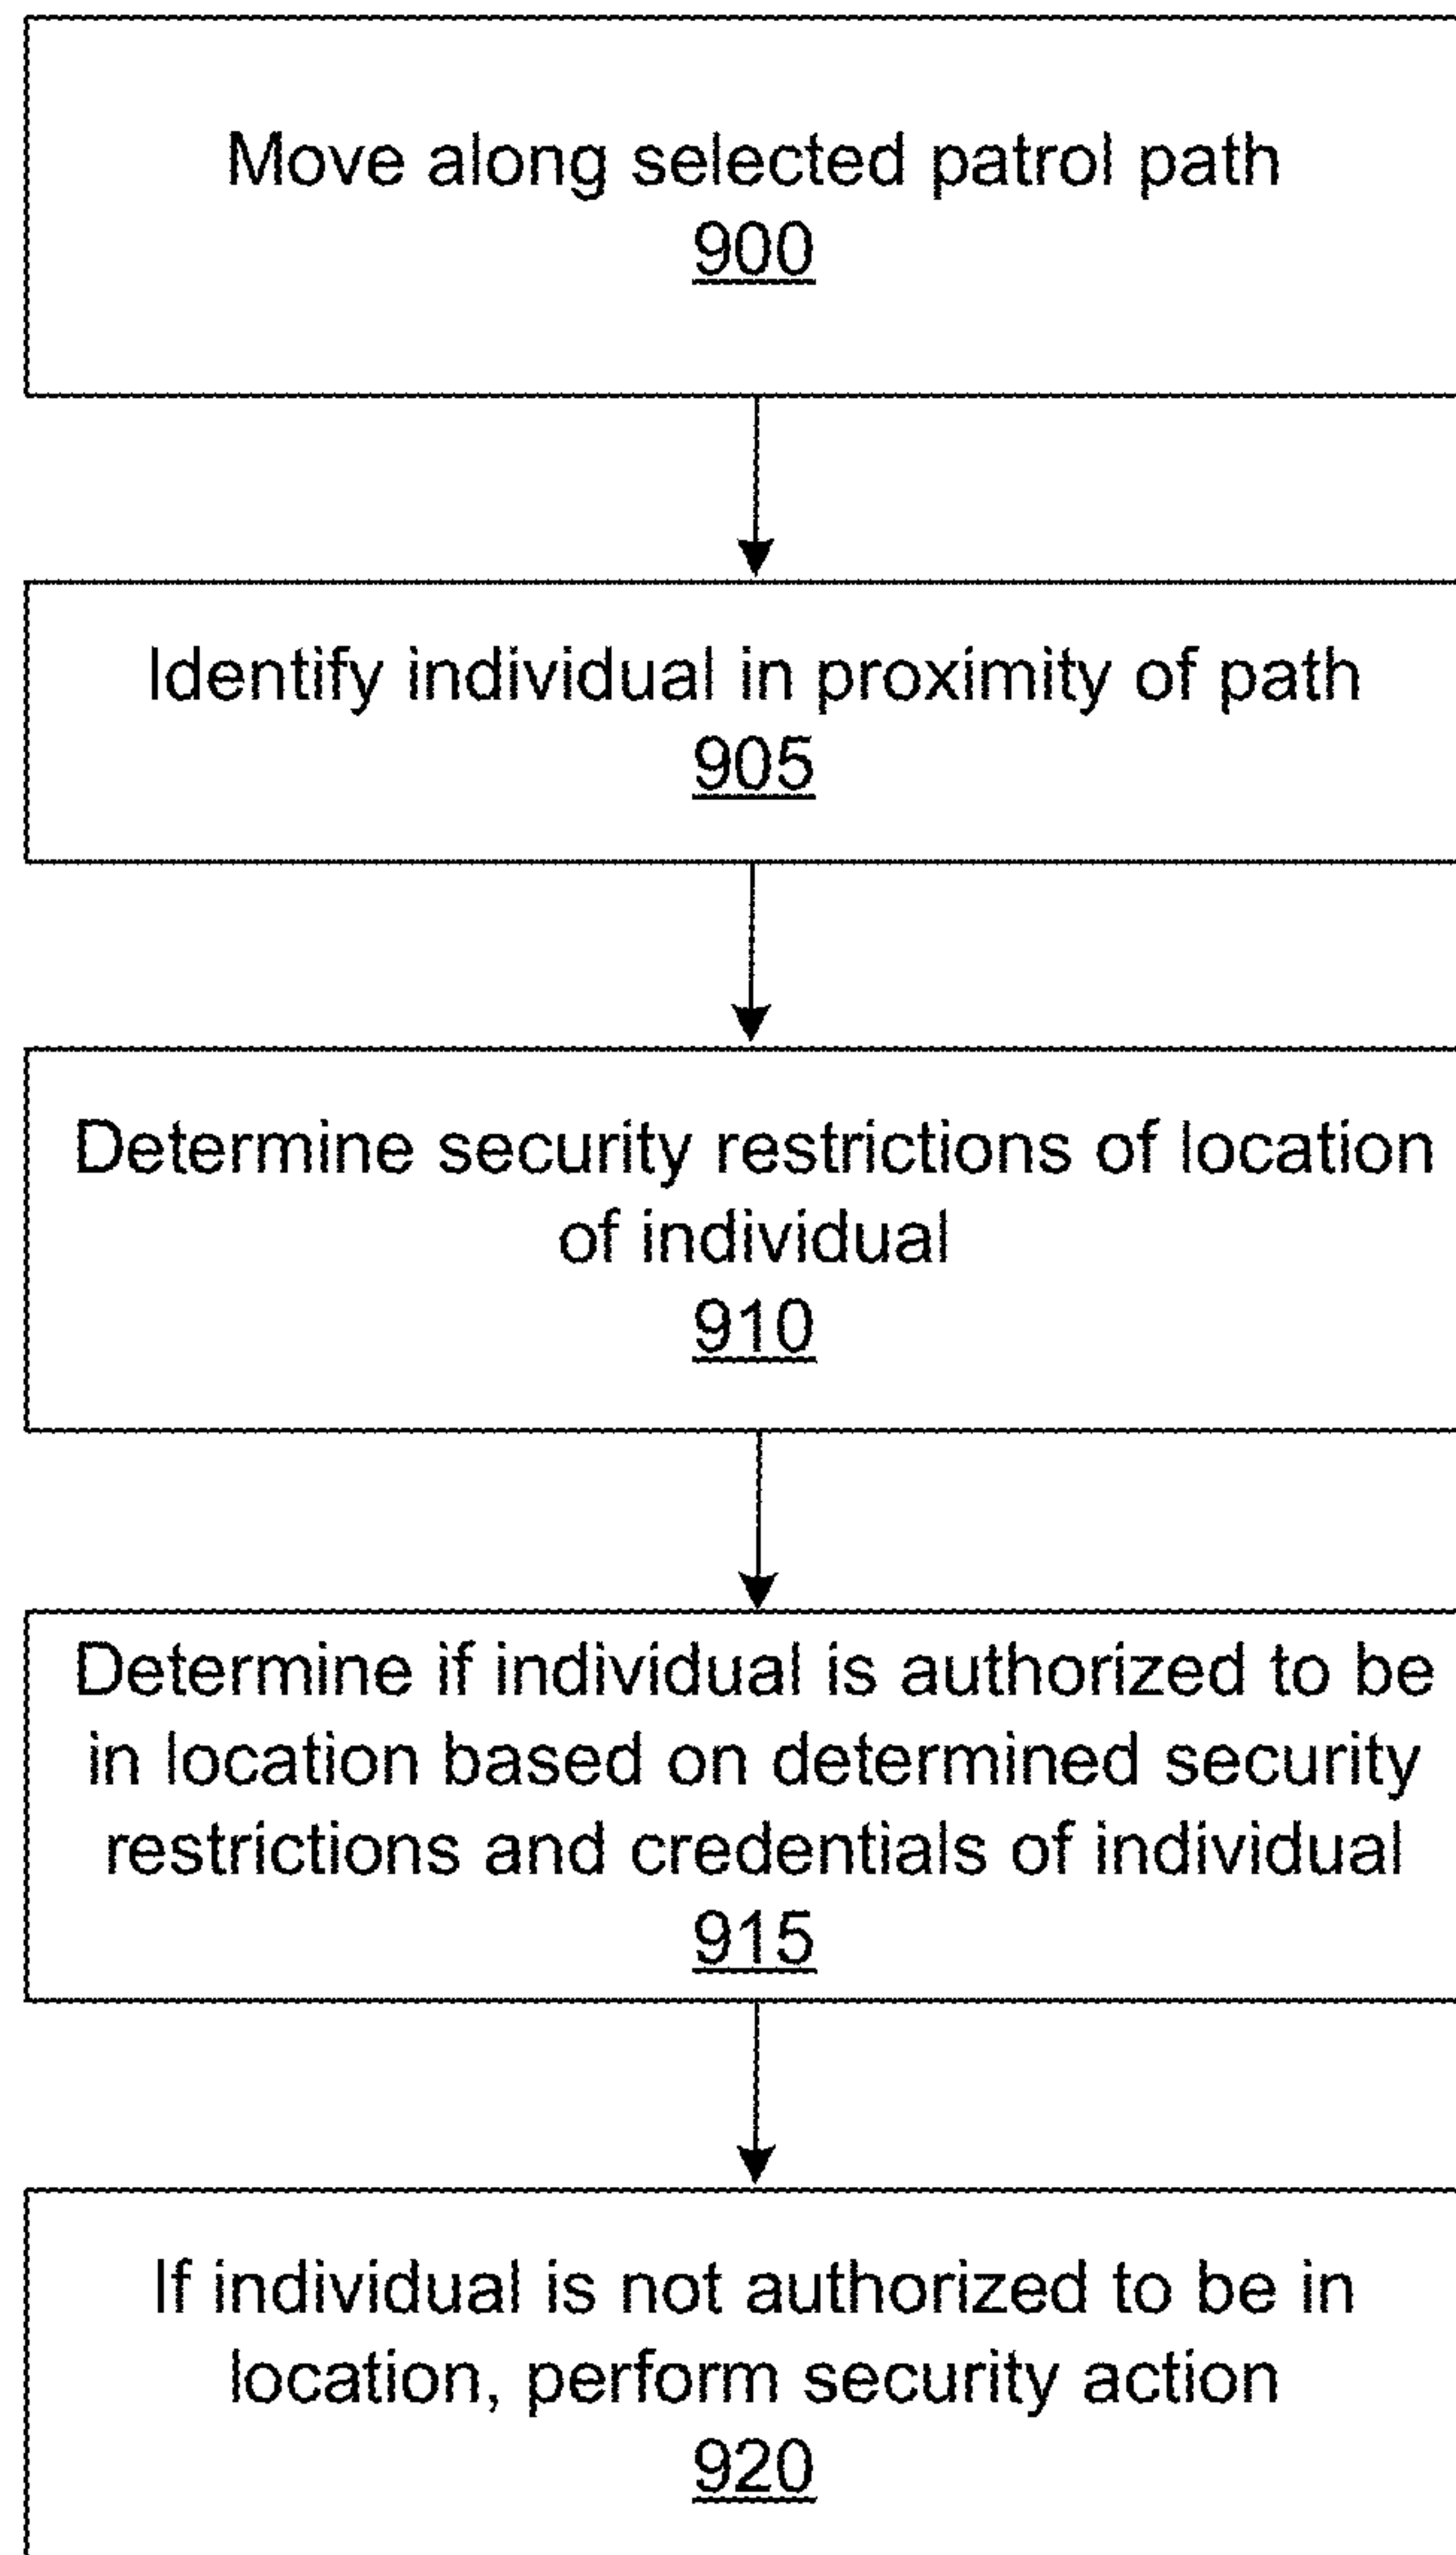 Move along selected patrol path
900
Identify individual in proximity of path
905
Determine security restrictions of location
of individual
910
Determine if individual is authorized to be
in location based on determined security
restrictions and credentials of individual
915
If individual is not authorized to be in
location, perform security action
920